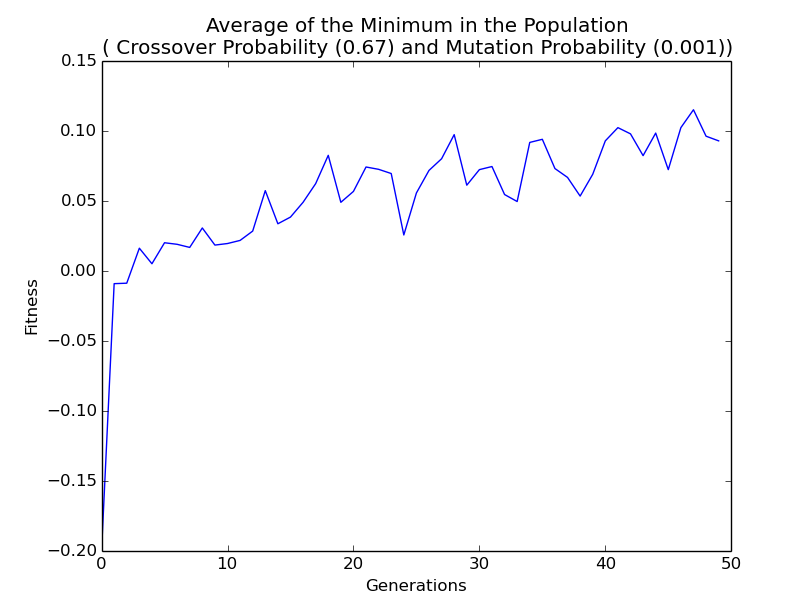 Average of the Minimum in the Population
( Crossover Probability (0.67) and Mutation Probability (0.001))
0.15
0.10
0.05
0.00
−0.05
−0.10
−0.15
−0.20
Fitness
0 10 20 30 40 50
Generations